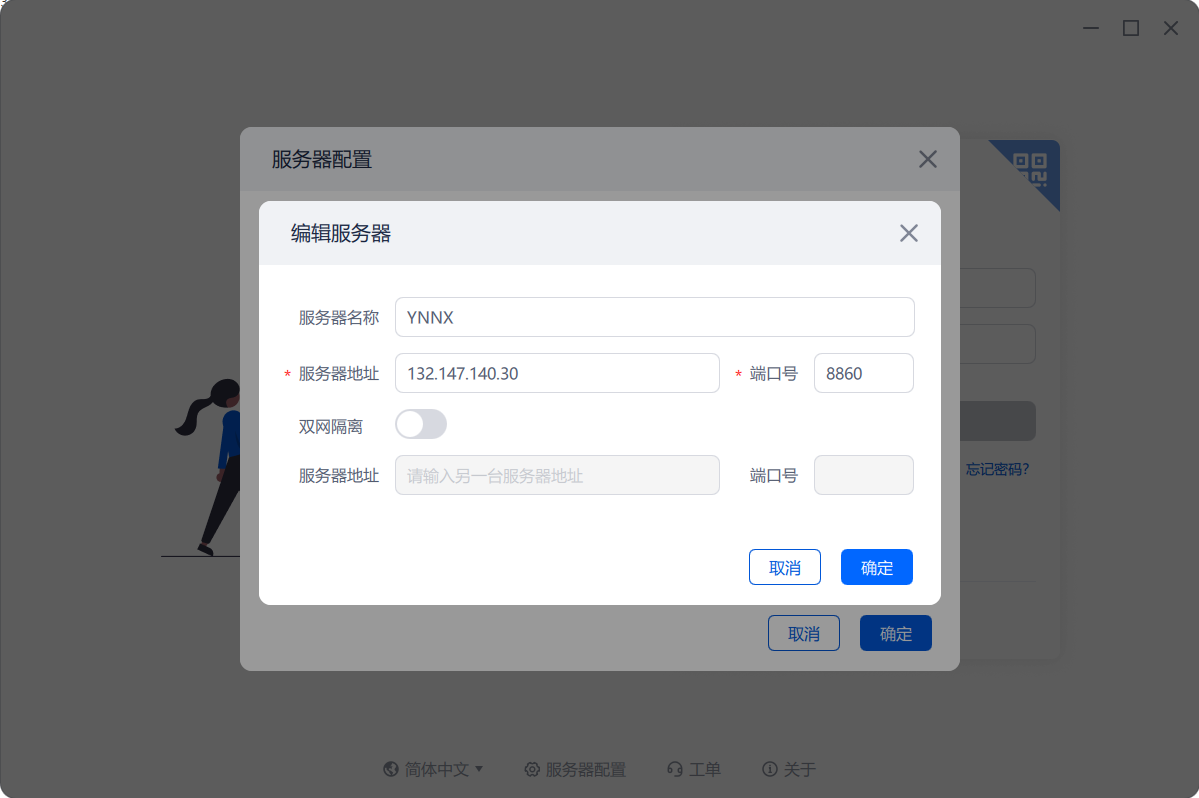 服务器配置
编辑服务器
服务器名称 YNNX
* 服务器地址 132.147.140.30 * 端口号 8860
双网隔离
服务器地址 请输入另一台服务器地址 端口号
取消 确定
取消 确定
忘记密码?
简体中文 服务器配置 工单 关于